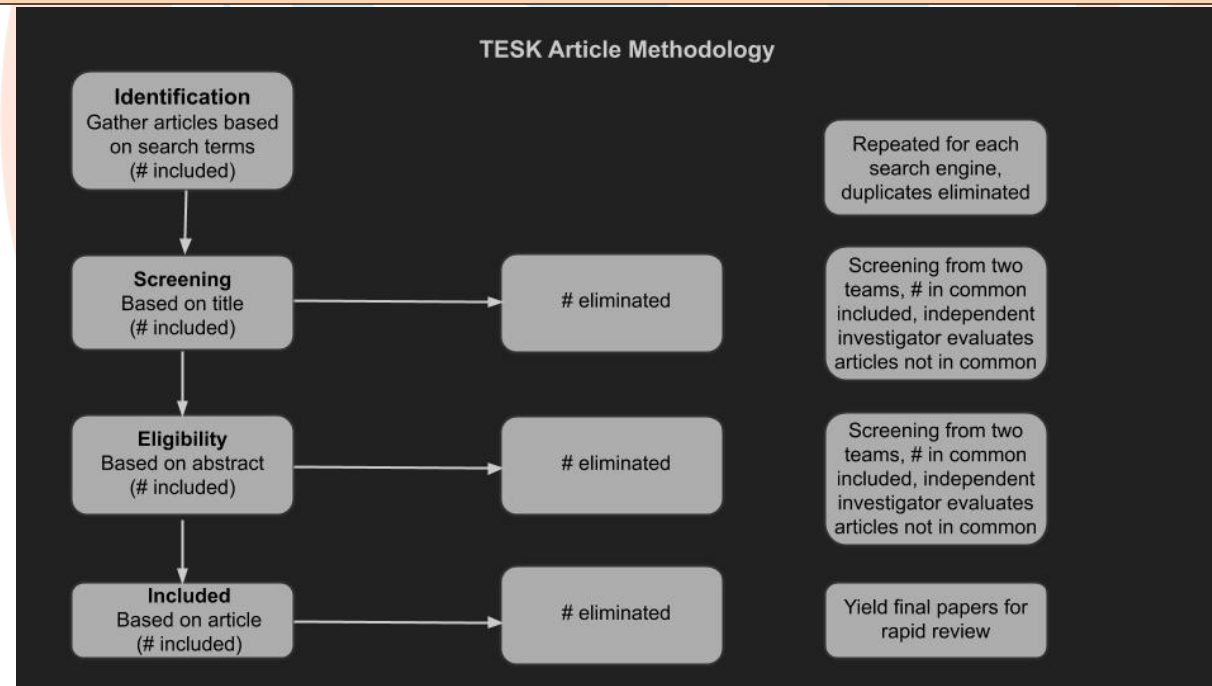 TESK Article Methodology
Identification
Gather articles based
on search terms
(# included)
Repeated for each
search engine,
duplicates eliminated
Screening
Based on title
(# included)
# eliminated
Screening from two
teams, # in common
included, independent
investigator evaluates
articles not in common
Eligibility
Based on abstract
(# included)
# eliminated
Screening from two
teams, # in common
included, independent
investigator evaluates
articles not in common
Included
Based on article
(# included)
# eliminated
Yield final papers for
rapid review